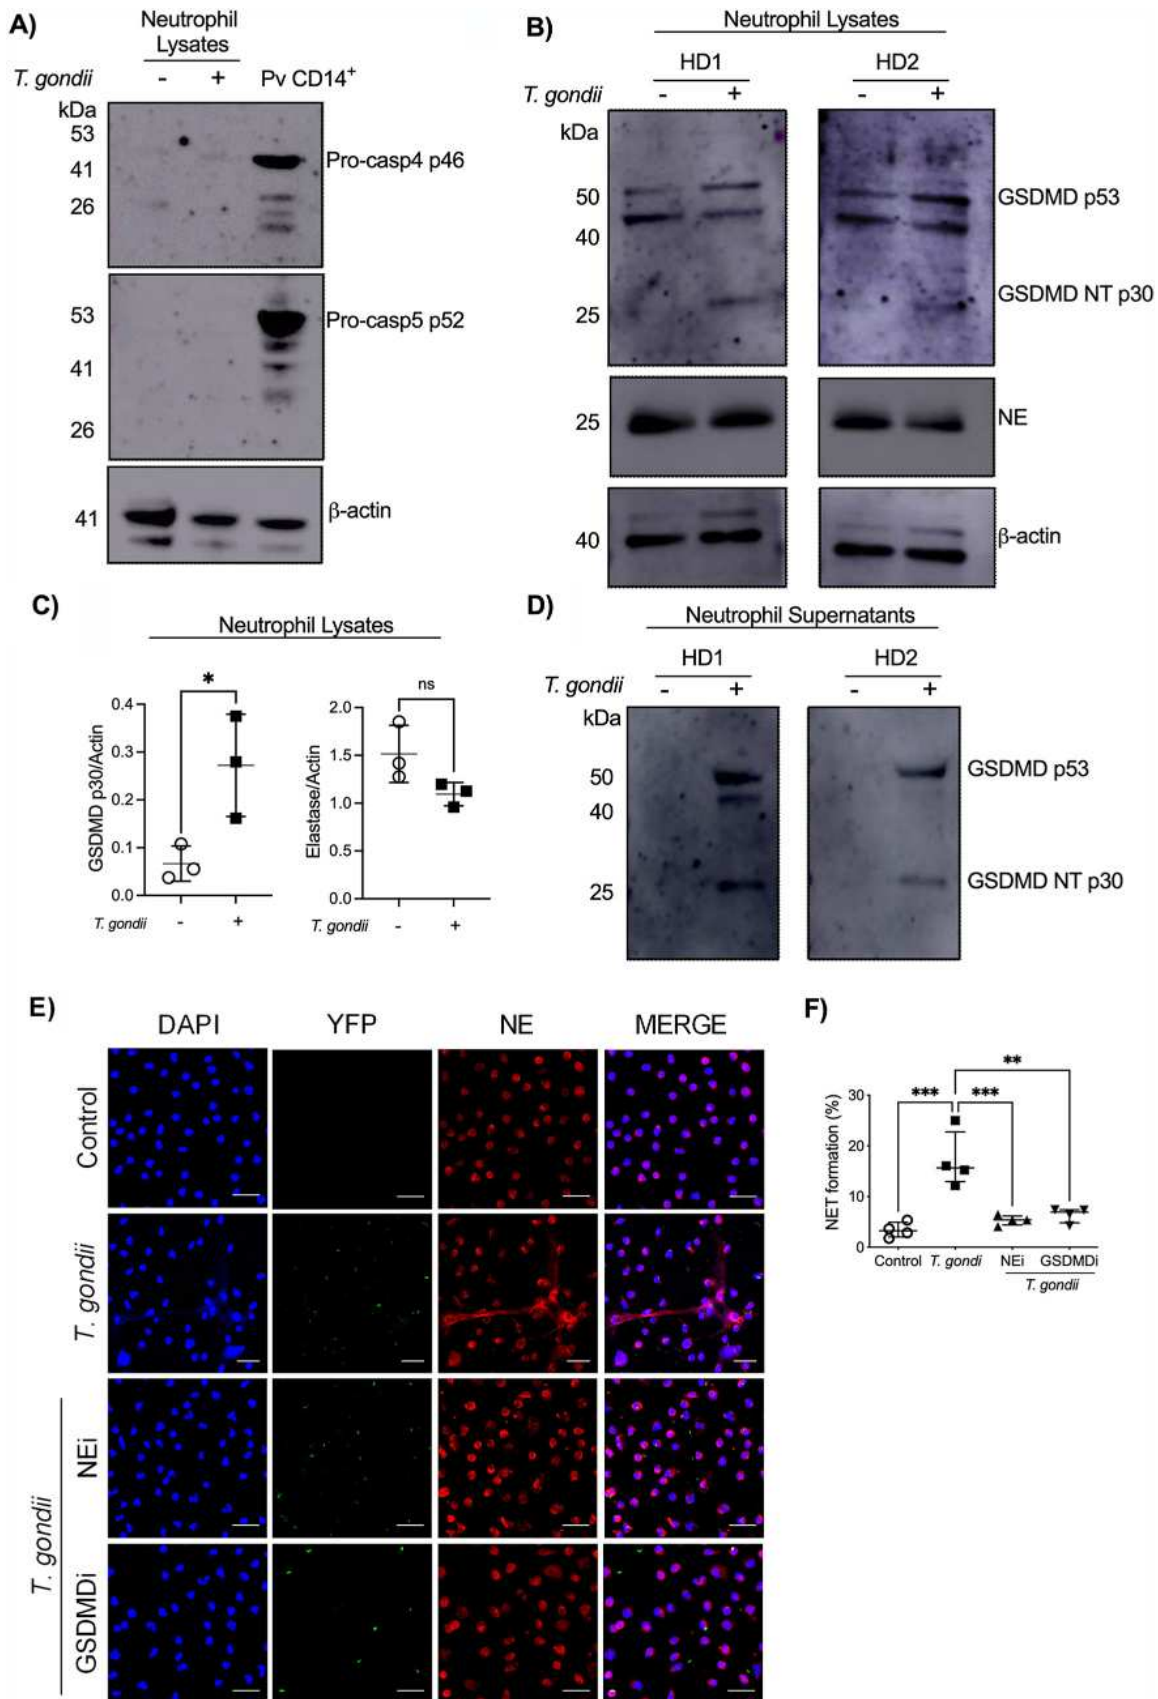 A)
Neutrophil
Lysates
T. gondii - + Pv CD14+
kDa
53
41
26
Pro-casp4 p46
53
41
26
Pro-casp5 p52
41
β-actin
B)
Neutrophil Lysates
HD1 HD2
T. gondii - + - +
kDa
50
40
25
GSDMD p53
GSDMD NT p30
25
NE
40
β-actin
C)
Neutrophil Lysates
*
GSDMD p30/Actin
0.4
0.3
0.2
0.1
0.0
T. gondii - +
ns
Elastase/Actin
2.0
1.5
1.0
0.5
0.0
T. gondii - +
D)
Neutrophil Supernatants
HD1 HD2
T. gondii - + - +
kDa
50
40
25
GSDMD p53
GSDMD NT p30
E)
DAPI YFP NE MERGE
Control
T. gondii
NEi
GSDMDi
T. gondii
F)
**
*** ***
NET formation (%)
30
20
10
0
Control T. gondi NEi GSDMDi
T. gondii